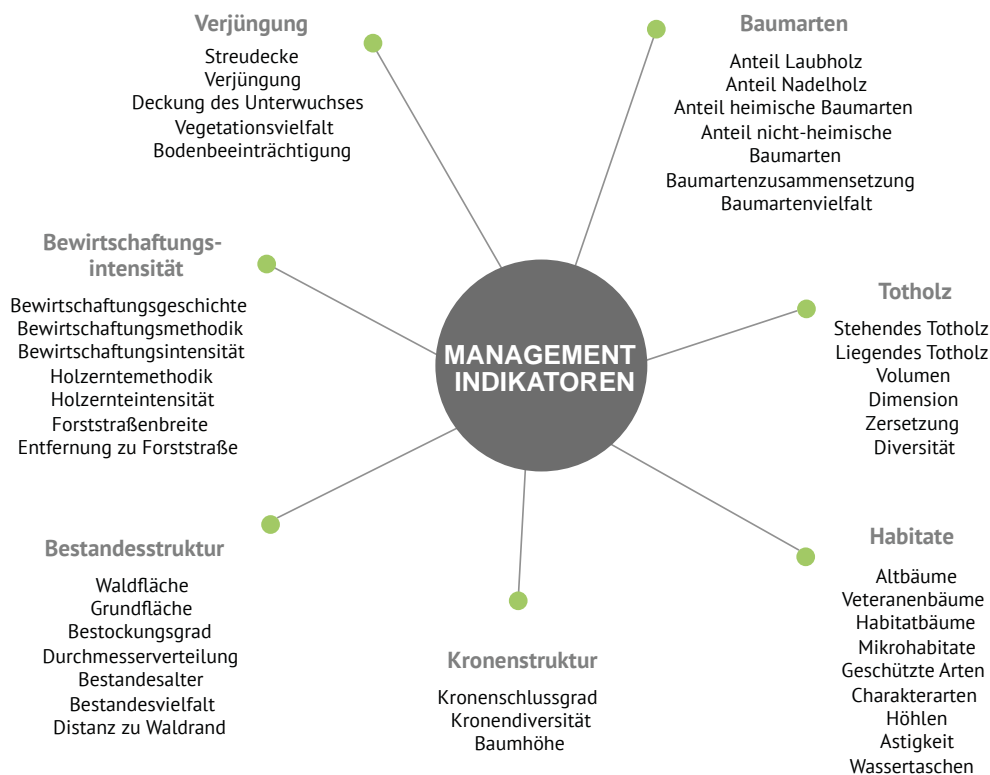 Verjüngung
Streudecke
Verjüngung
Deckung des Unterwuchses
Vegetationsvielfalt
Bodenbeeinträchtigung
Baumarten
Anteil Laubholz
Anteil Nadelholz
Anteil heimische Baumarten
Anteil nicht-heimische
Baumarten
Baumartenzusammensetzung
Baumartenvielfalt
Bewirtschaftungs-
intensität
Bewirtschaftungsgeschichte
Bewirtschaftungsmethodik
Bewirtschaftungsintensität
Holzerntemethodik
Holzernteintensität
Forststraßenbreite
Entfernung zu Forststraße
MANAGEMENT
INDIKATOREN
Totholz
Stehendes Totholz
Liegendes Totholz
Volumen
Dimension
Zersetzung
Diversität
Bestandesstruktur
Waldfläche
Grundfläche
Bestockungsgrad
Durchmesserverteilung
Bestandesalter
Bestandesvielfalt
Distanz zu Waldrand
Kronenstruktur
Kronenschlussgrad
Kronendiversität
Baumhöhe
Habitate
Altbäume
Veteranenbäume
Habitatbäume
Mikrohabitate
Geschützte Arten
Charakterarten
Höhlen
Astigkeit
Wassertaschen